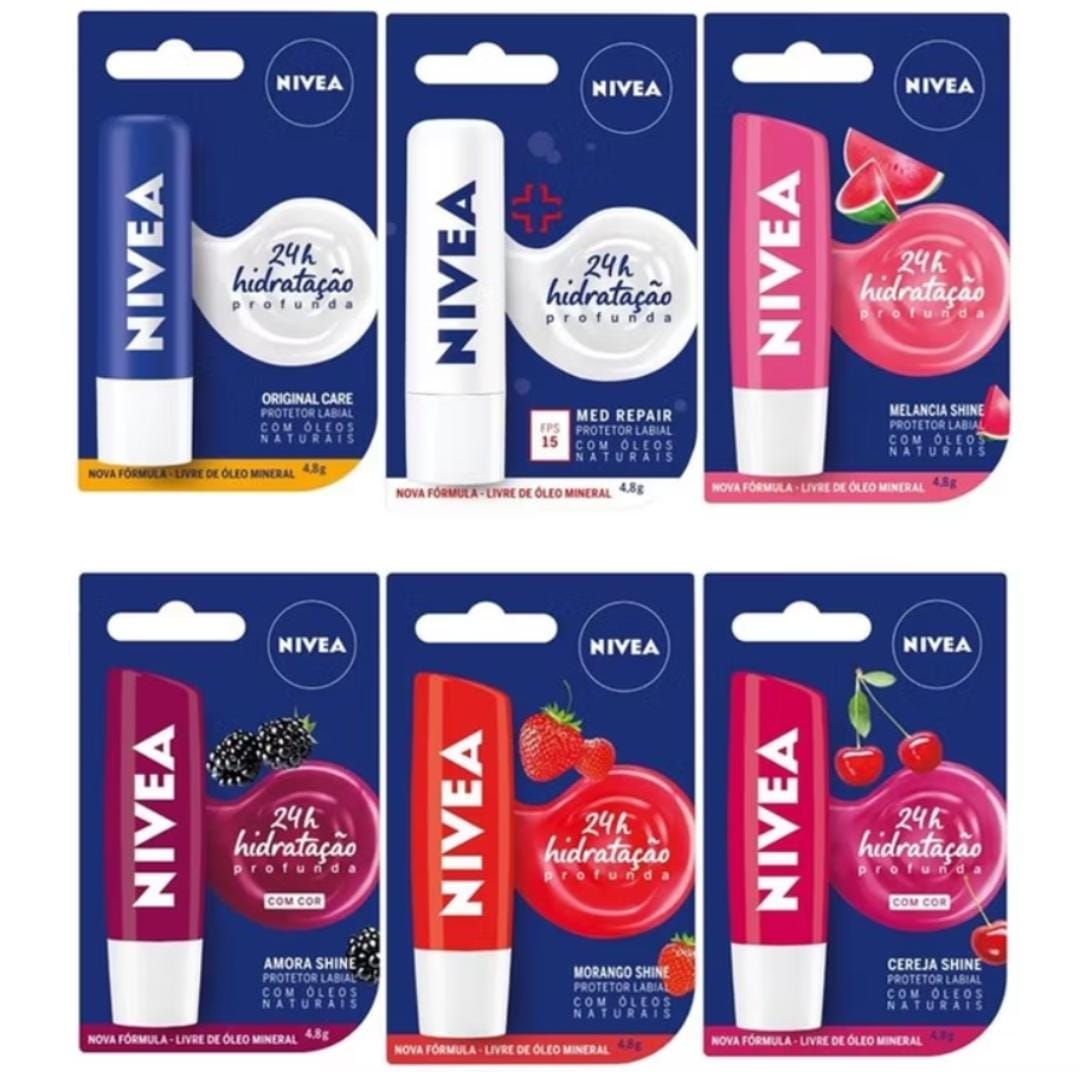 NIVEA
NIVEA
24h
hidratação
profunda
ORIGINAL CARE
PROTETOR LABIAL
COM ÓLEOS
NATURAIS
NOVA FÓRMULA - LIVRE DE ÓLEO MINERAL 4,8g
NIVEA
NIVEA
24h
hidratação
profunda
FPS
15
MED REPAIR
PROTETOR LABIAL
COM ÓLEOS
NATURAIS
NOVA FÓRMULA - LIVRE DE ÓLEO MINERAL 4,8g
NIVEA
NIVEA
24h
hidratação
profunda
MELANCIA SHINE
PROTETOR LABIAL
COM ÓLEOS
NATURAIS
NOVA FÓRMULA - LIVRE DE ÓLEO MINERAL 4,8g
NIVEA
NIVEA
24h
hidratação
profunda
COM COR
AMORA SHINE
PROTETOR LABIAL
COM ÓLEOS
NATURAIS
NOVA FÓRMULA - LIVRE DE ÓLEO MINERAL 4,8g
NIVEA
NIVEA
24h
hidratação
profunda
MORANGO SHINE
PROTETOR LABIAL
COM ÓLEOS
NATURAIS
NOVA FÓRMULA - LIVRE DE ÓLEO MINERAL 4,8g
NIVEA
NIVEA
24h
hidratação
profunda
COM COR
CEREJA SHINE
PROTETOR LABIAL
COM ÓLEOS
NATURAIS
NOVA FÓRMULA - LIVRE DE ÓLEO MINERAL 4,8g